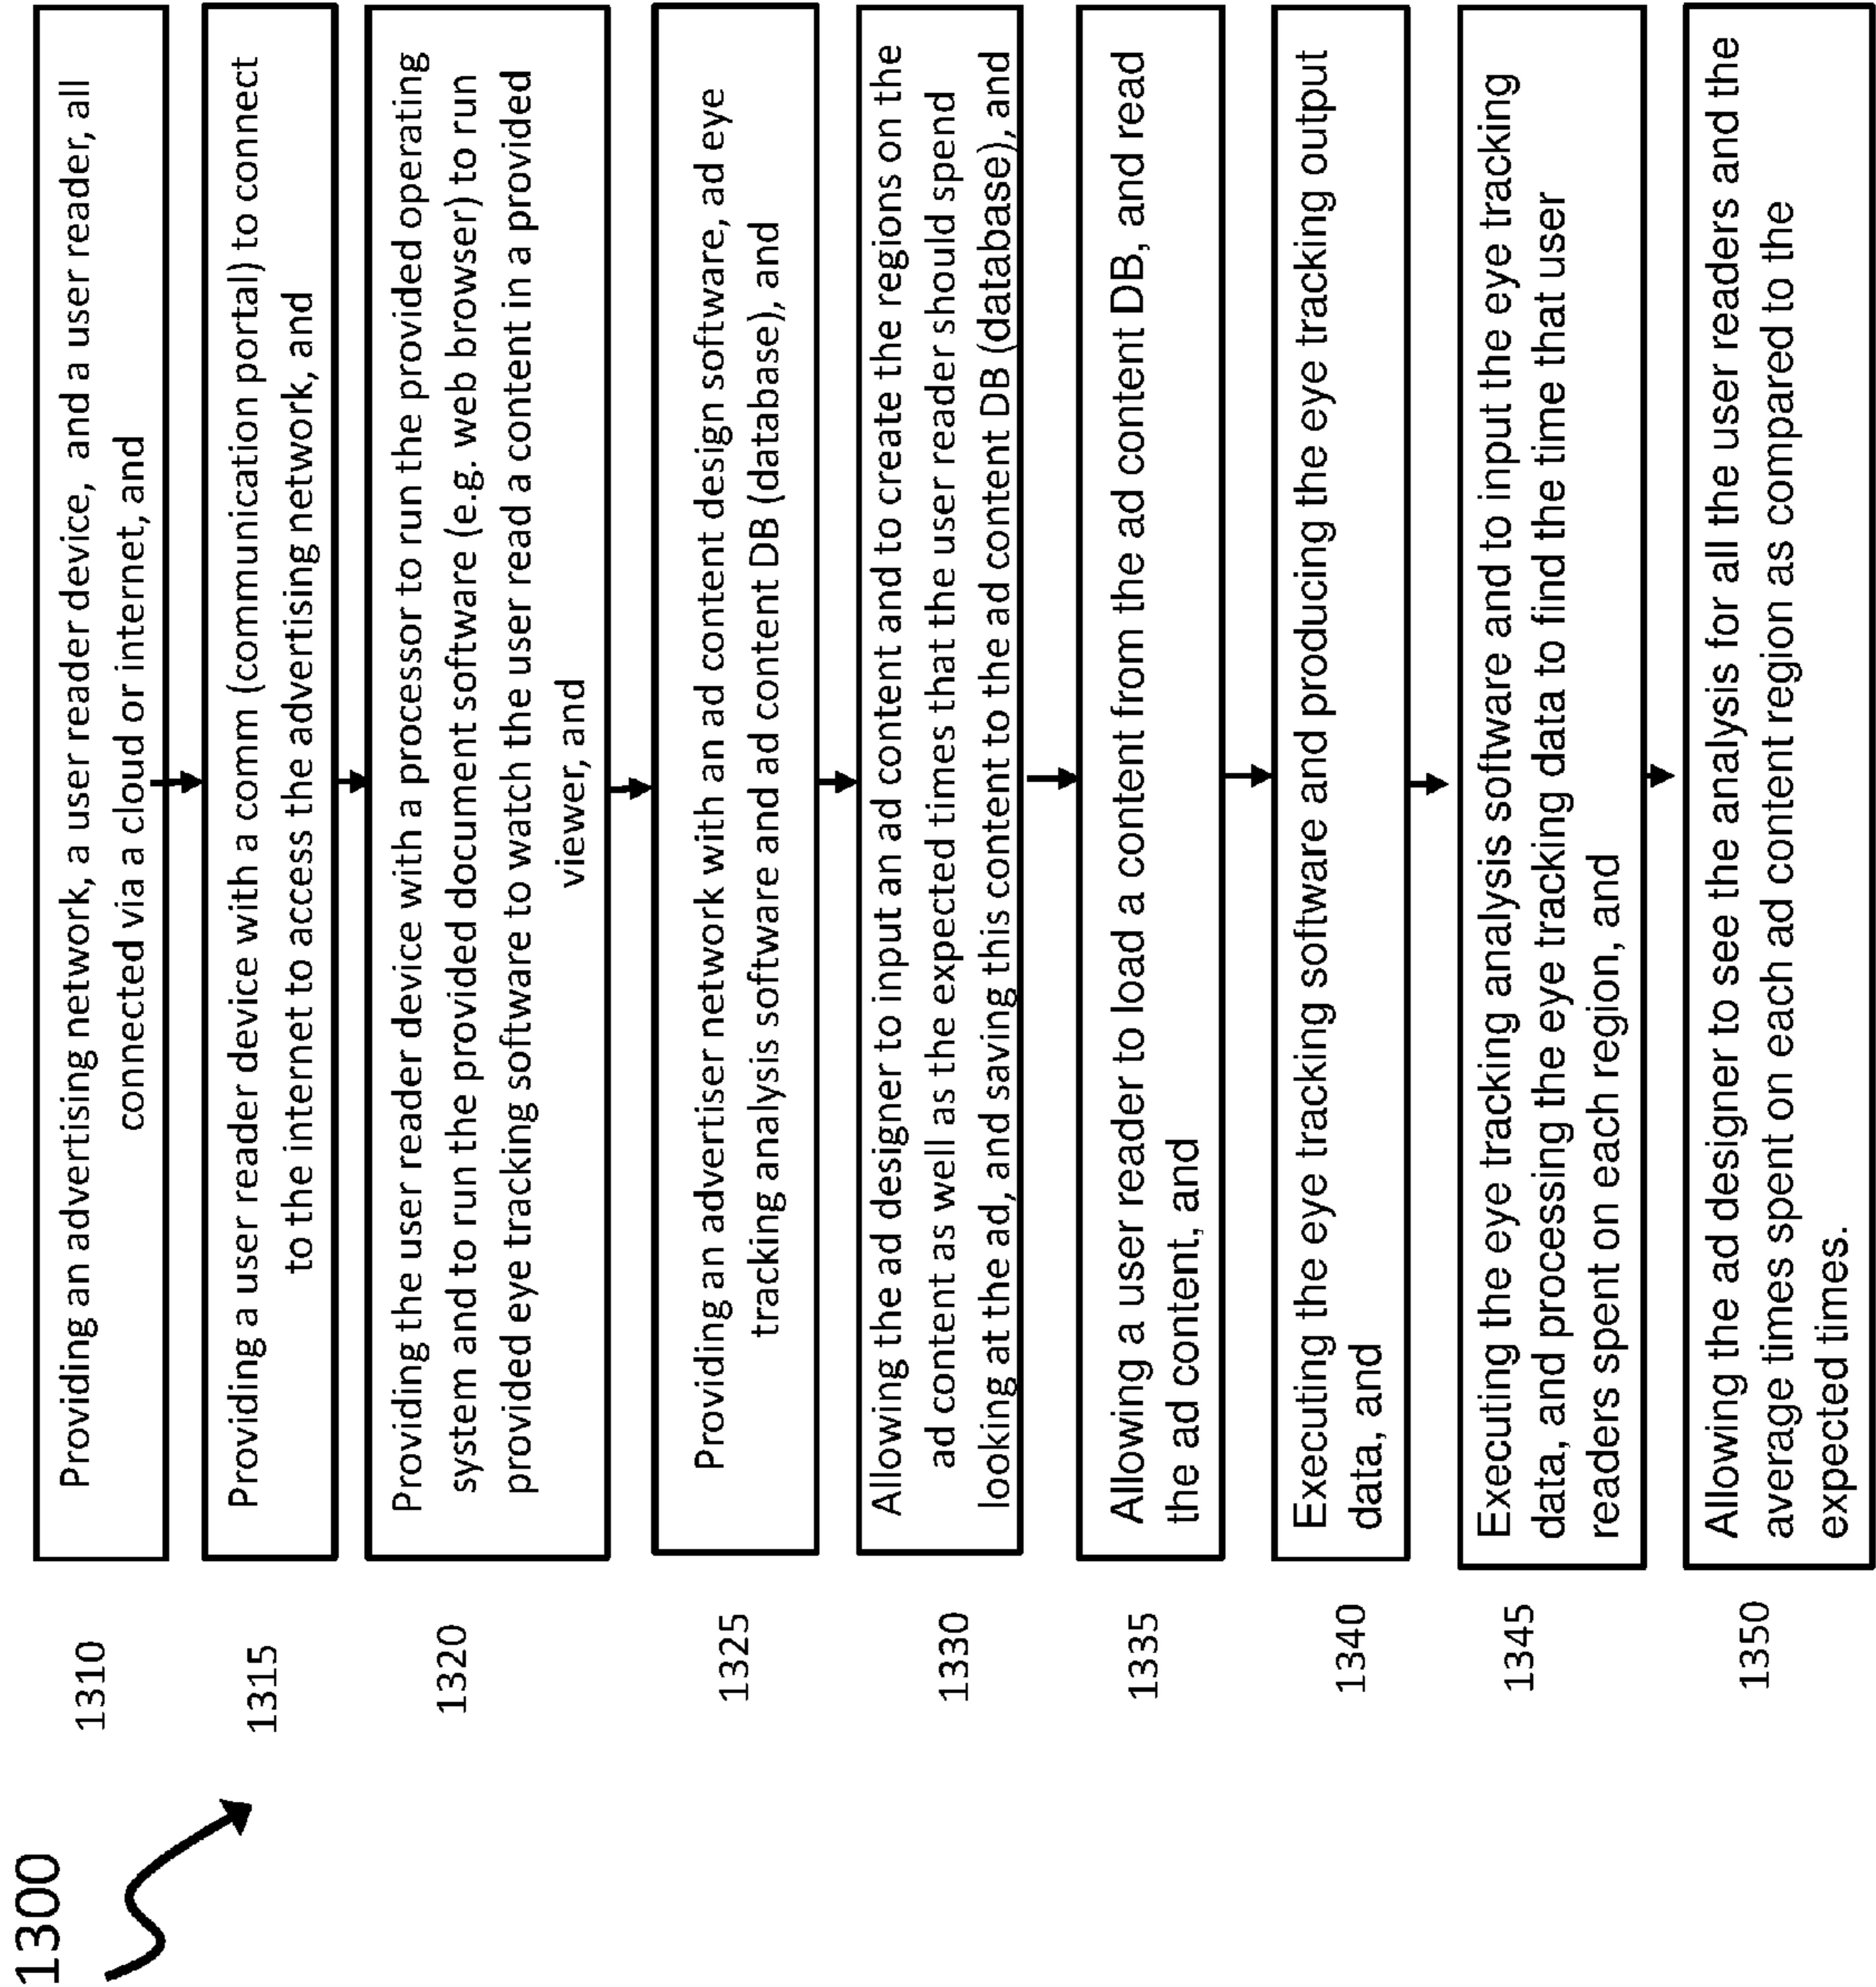 1300
1310
Providing an advertising network, a user reader device, and a user reader, all
connected via a cloud or internet, and
1315
Providing a user reader device with a comm (communication portal) to connect
to the internet to access the advertising network, and
1320
Providing the user reader device with a processor to run the provided operating
system and to run the provided document software (e.g. web browser) to run
provided eye tracking software to watch the user read a content in a provided
viewer, and
1325
Providing an advertiser network with an ad content design software, ad eye
tracking analysis software and ad content DB (database), and
1330
Allowing the ad designer to input an ad content and to create the regions on the
ad content as well as the expected times that the user reader should spend
looking at the ad, and saving this content to the ad content DB (database), and
1335
Allowing a user reader to load a content from the ad content DB, and read
the ad content, and
1340
Executing the eye tracking software and producing the eye tracking output
data, and
1345
Executing the eye tracking analysis software and to input the eye tracking
data, and processing the eye tracking data to find the time that user
readers spent on each region, and
1350
Allowing the ad designer to see the analysis for all the user readers and the
average times spent on each ad content region as compared to the
expected times.